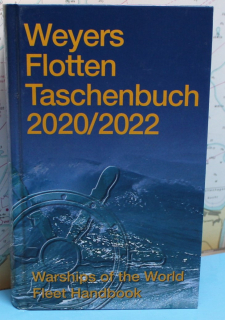 Weyers
Flotten
Taschenbuch
2020/2022
Warships of the World
Fleet Handbook